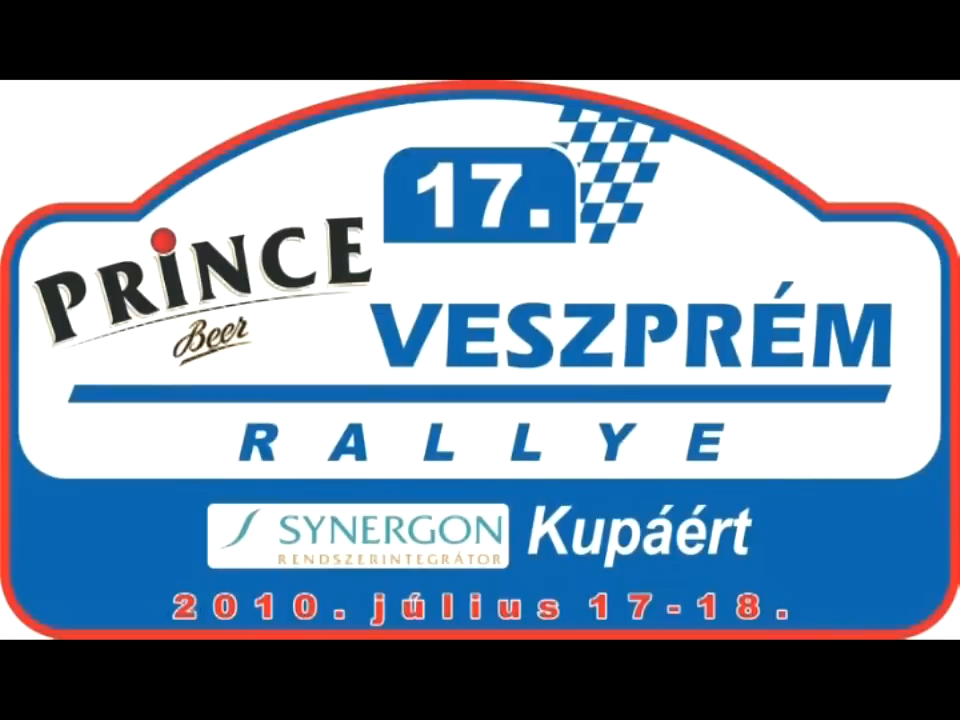 17.
PRINCE
Beer
VESZPRÉM
RALLYE
SYNERGON
RENDSZERINTEGRÁTOR
Kupáért
2010. július 17-18.